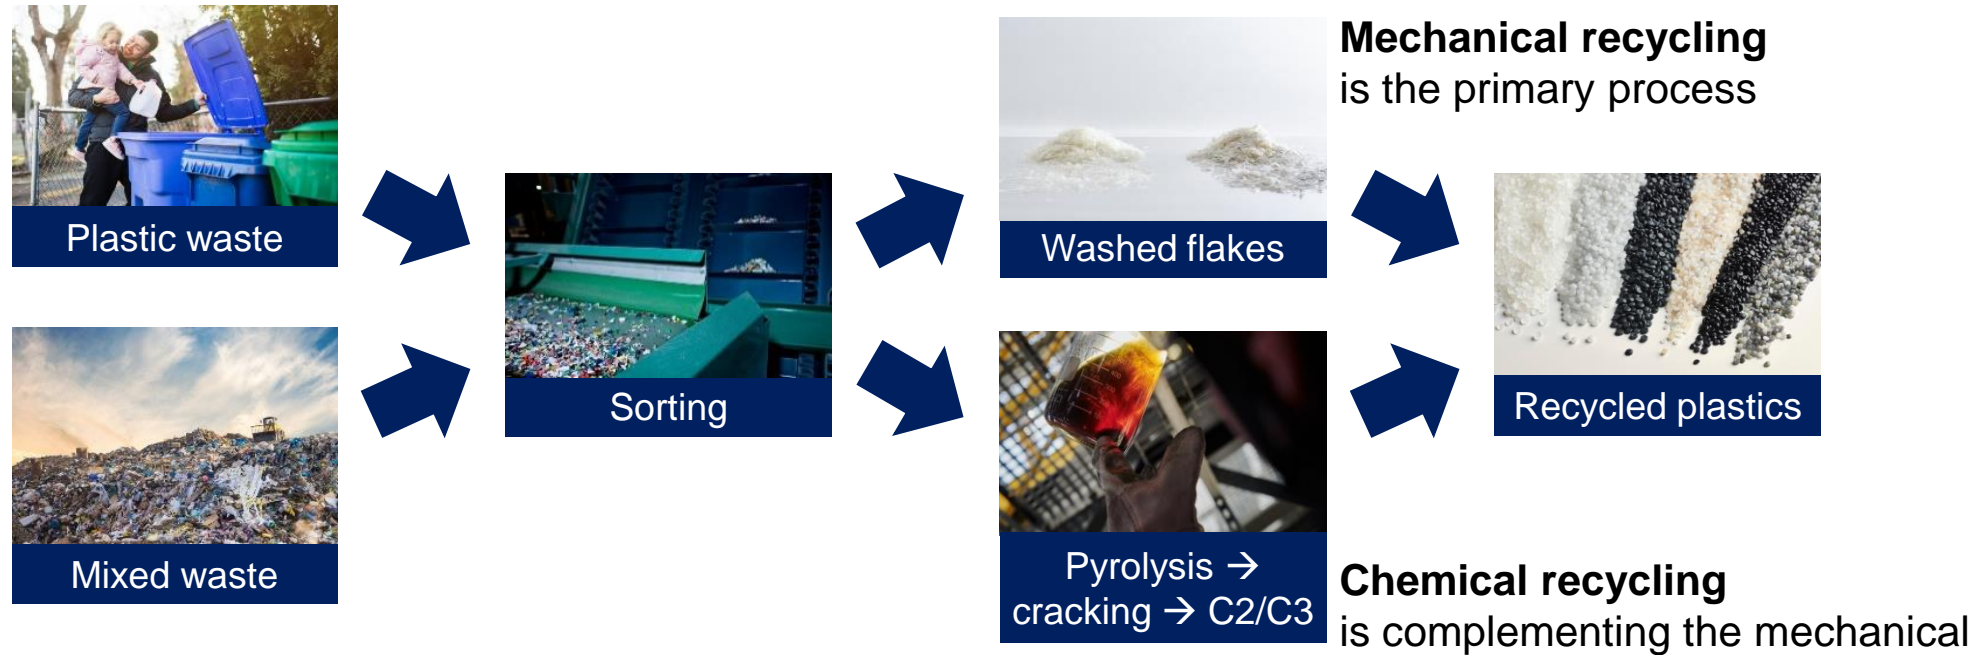 Plastic waste
Mixed waste
Sorting
Washed flakes
Pyrolysis →
cracking → C2/C3
Mechanical recycling
is the primary process
Recycled plastics
Chemical recycling
is complementing the mechanical